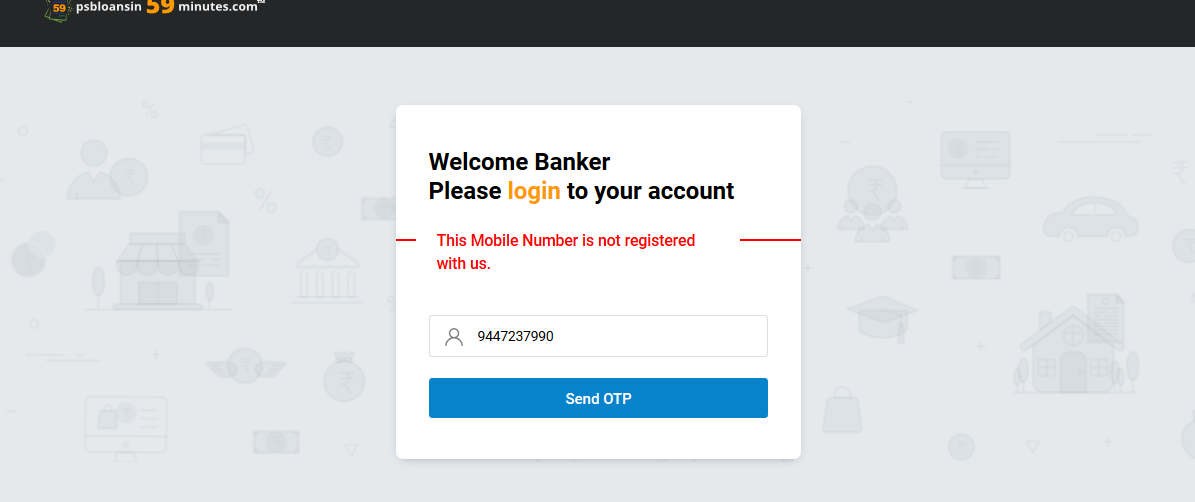 59 psbloansin 59 minutes.com™
Welcome Banker
Please login to your account
This Mobile Number is not registered
with us.
9447237990
Send OTP